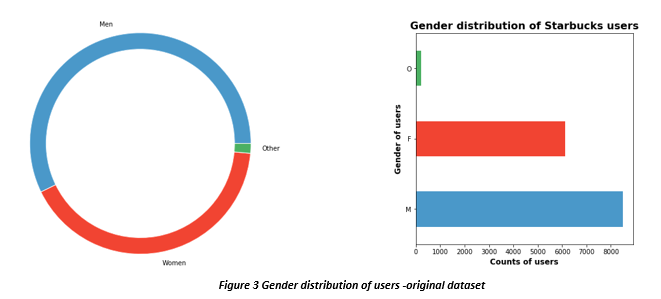 Men
Other
Women
Gender distribution of Starbucks users
Gender of users
O
F
M
0 1000 2000 3000 4000 5000 6000 7000 8000
Counts of users
Figure 3 Gender distribution of users -original dataset